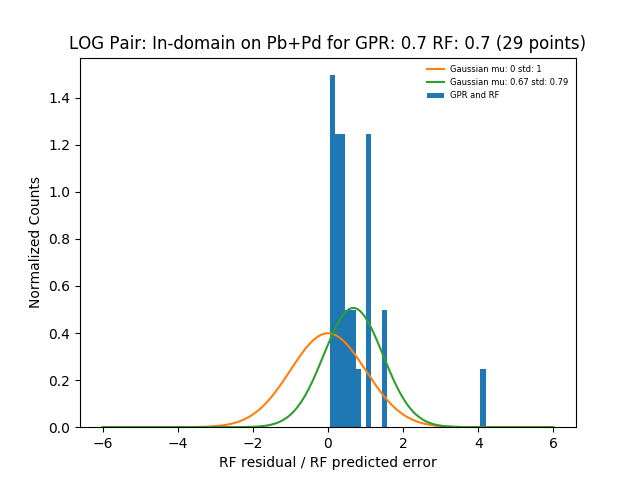 LOG Pair: In-domain on Pb+Pd for GPR: 0.7 RF: 0.7 (29 points)
Gaussian mu: 0 std: 1
Gaussian mu: 0.67 std: 0.79
GPR and RF
Normalized Counts
1.4
1.2
1.0
0.8
0.6
0.4
0.2
0.0
−6 −4 −2 0 2 4 6
RF residual / RF predicted error